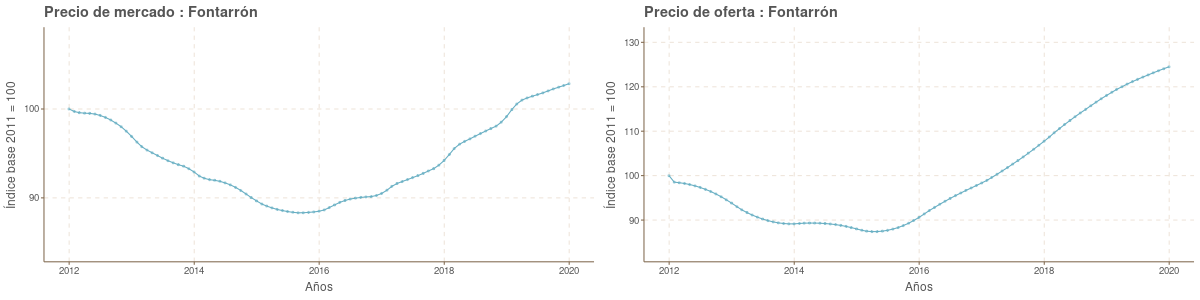 Precio de mercado : Fontarrón
Índice base 2011 = 100
100
90
2012 2014 2016 2018 2020
Años
Precio de oferta : Fontarrón
Índice base 2011 = 100
130
120
110
100
90
2012 2014 2016 2018 2020
Años